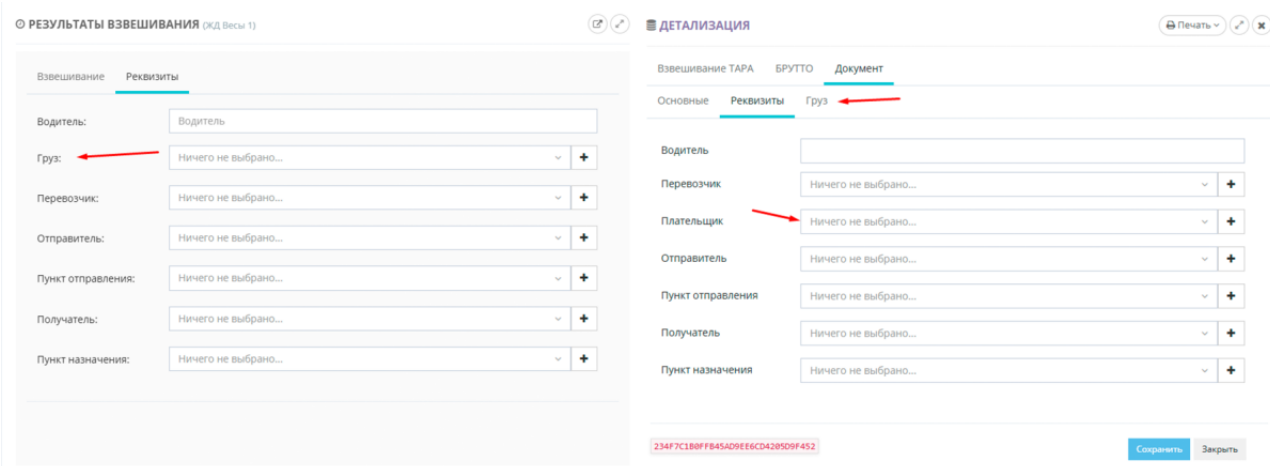 РЕЗУЛЬТАТЫ ВЗВЕШИВАНИЯ (ЖД Весы 1)
Взвешивание Реквизиты
Водитель: Водитель
Груз: Ничего не выбрано...
Перевозчик: Ничего не выбрано...
Отправитель: Ничего не выбрано...
Пункт отправления: Ничего не выбрано...
Получатель: Ничего не выбрано...
Пункт назначения: Ничего не выбрано...
ДЕТАЛИЗАЦИЯ Печать
Взвешивание ТАРА БРУТТО Документ
Основные Реквизиты Груз
Водитель
Перевозчик Ничего не выбрано...
Плательщик Ничего не выбрано...
Отправитель Ничего не выбрано...
Пункт отправления Ничего не выбрано...
Получатель Ничего не выбрано...
Пункт назначения Ничего не выбрано...
234F7C1B0FFB45AD9EE6CD4205D9F452
Сохранить Закрыть